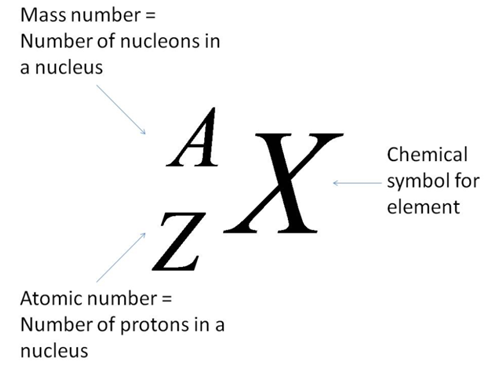 Mass number =
Number of nucleons in
a nucleus
A
X
Z
Chemical
symbol for
element
Atomic number =
Number of protons in a
nucleus